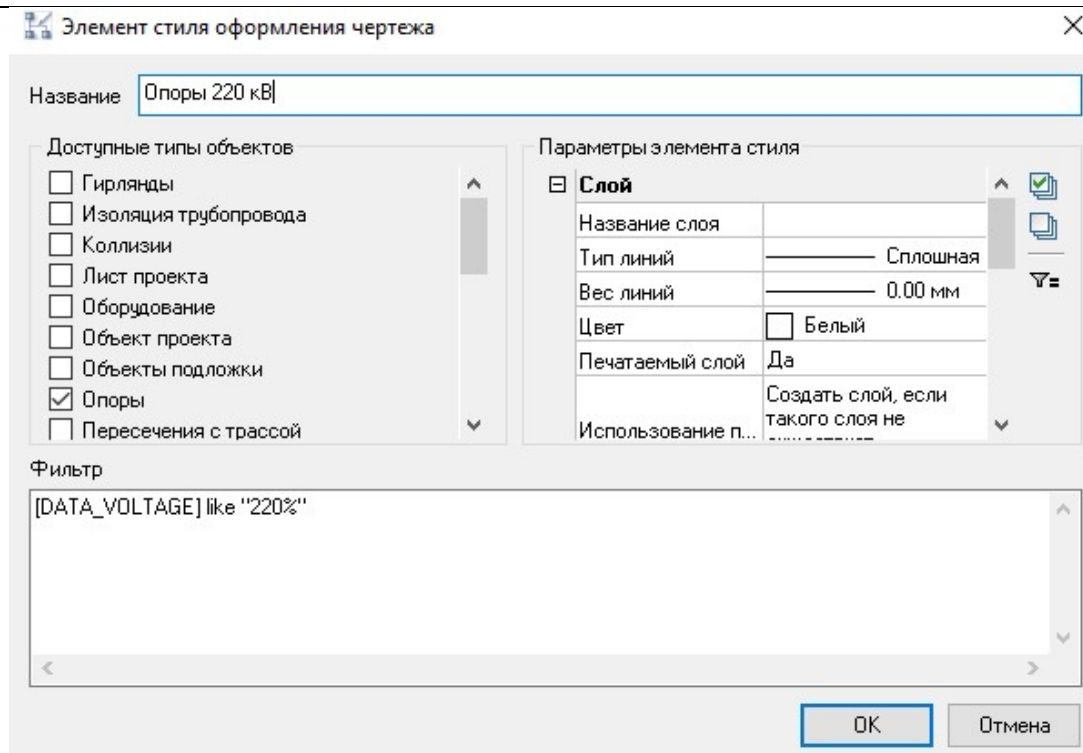 Элемент стиля оформления чертежа
Название
Опоры 220 кВ
Доступные типы объектов
Гирлянды
Изоляция трубопровода
Коллизии
Лист проекта
Оборудование
Объект проекта
Объекты подложки
Опоры
Пересечения с трассой
Параметры элемента стиля
Слой
Название слоя
Тип линий Сплошная
Вес линий 0.00 мм
Цвет Белый
Печатаемый слой Да
Использование п... Создать слой, если
такого слоя не
Фильтр
[DATA_VOLTAGE] like "220%"
OK Отмена